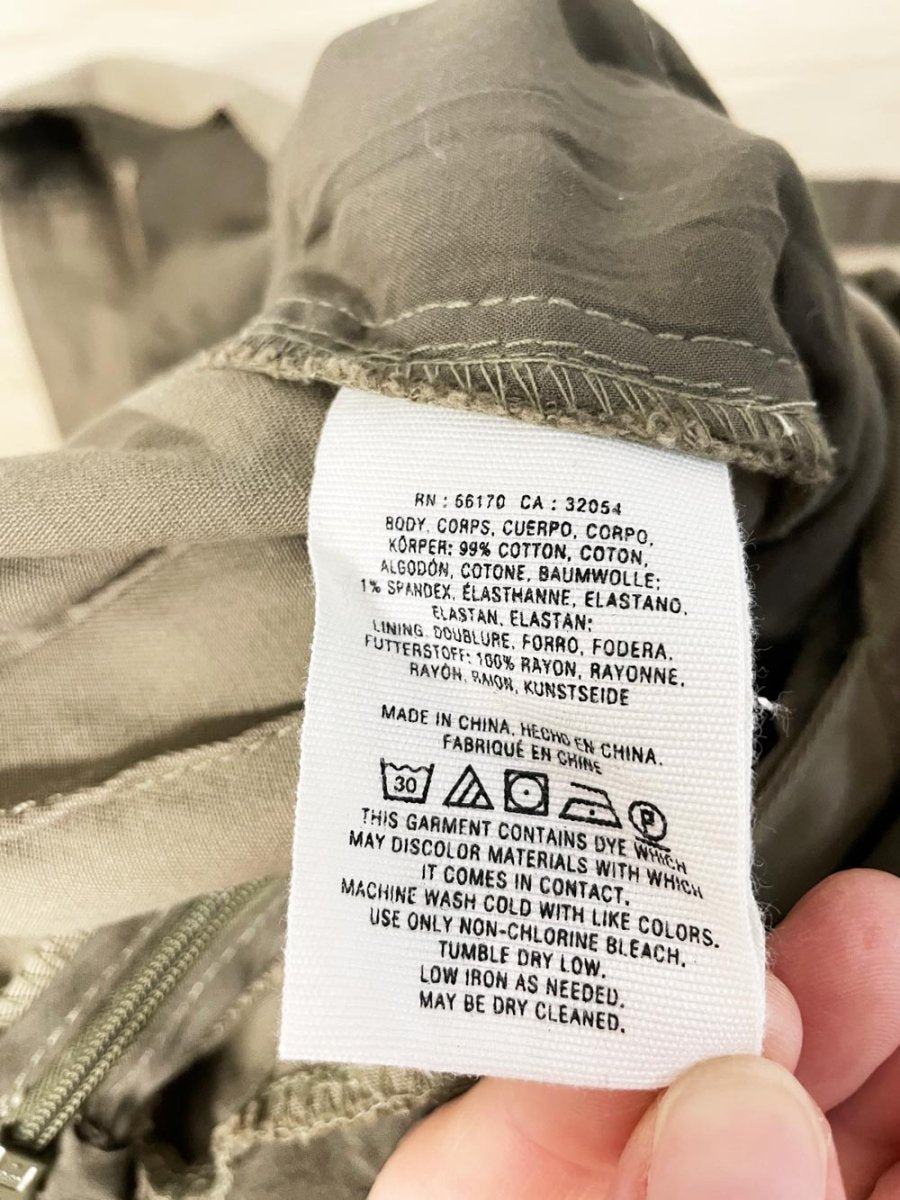 RN : 66170 CA : 32054
BODY, CORPS, CUERPO, CORPO,
KÖRPER: 99% COTTON, COTON,
ALGODÓN, COTONE, BAUMWOLLE;
1% SPANDEX, ÉLASTHANNE, ELASTANO,
ELASTAN, ELASTAN;
LINING, DOUBLURE, FORRO, FODERA,
FUTTERSTOFF: 100% RAYON, RAYONNE,
RAYÓN, RAION, KUNSTSEIDE
MADE IN CHINA, HECHO EN CHINA,
FABRIQUÉ EN CHINE
30 P
THIS GARMENT CONTAINS DYE WHICH
MAY DISCOLOR MATERIALS WITH WHICH
IT COMES IN CONTACT.
MACHINE WASH COLD WITH LIKE COLORS.
USE ONLY NON-CHLORINE BLEACH.
TUMBLE DRY LOW.
LOW IRON AS NEEDED.
MAY BE DRY CLEANED.